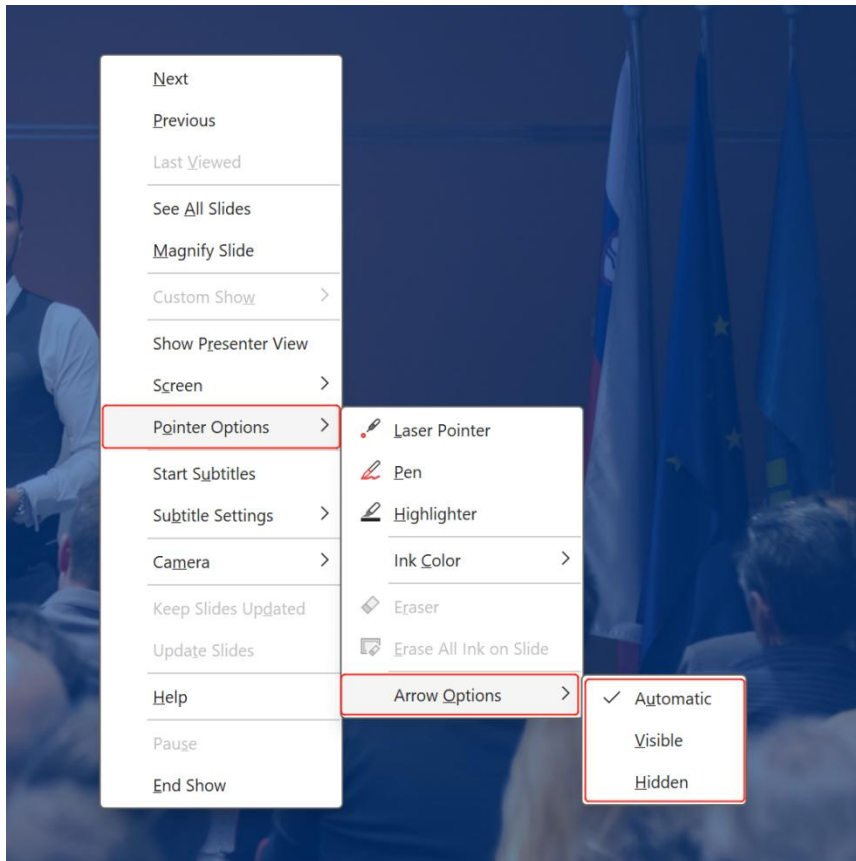 Next
Previous
Last Viewed
See All Slides
Magnify Slide
Custom Show
Show Presenter View
Screen
Pointer Options
Start Subtitles
Subtitle Settings
Camera
Keep Slides Updated
Update Slides
Help
Pause
End Show
Laser Pointer
Pen
Highlighter
Ink Color
Eraser
Erase All Ink on Slide
Arrow Options
Automatic
Visible
Hidden